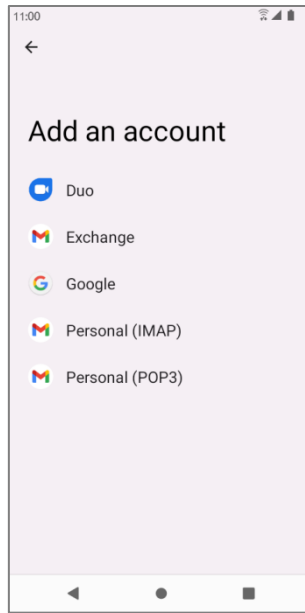 11:00
Add an account
Duo
Exchange
Google
Personal (IMAP)
Personal (POP3)